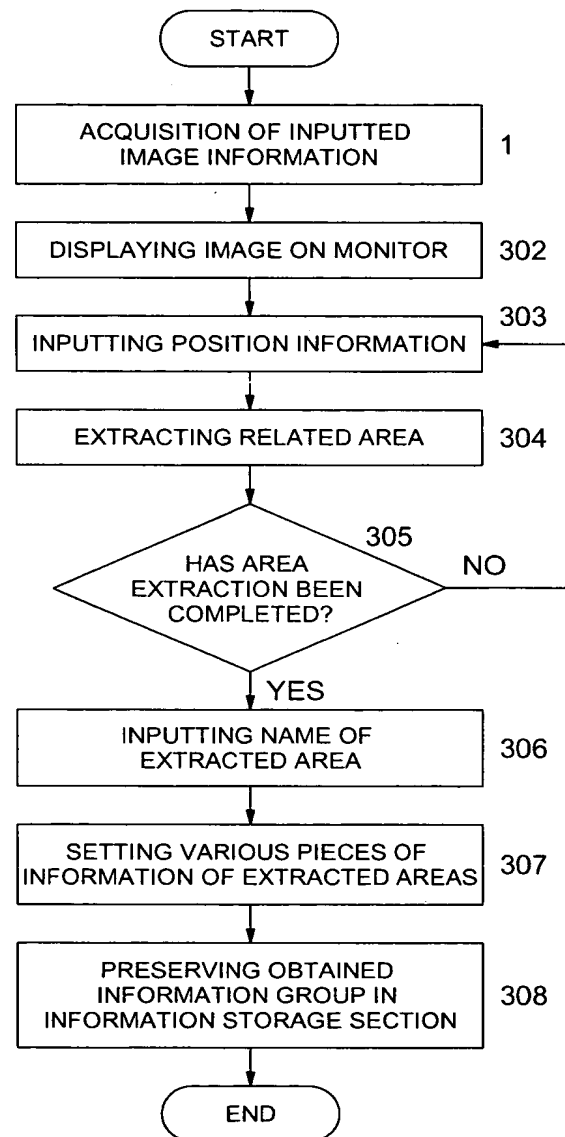 START
ACQUISITION OF INPUTTED
IMAGE INFORMATION
1
DISPLAYING IMAGE ON MONITOR
302
303
INPUTTING POSITION INFORMATION
EXTRACTING RELATED AREA
304
305
HAS AREA
EXTRACTION BEEN
COMPLETED?
NO
YES
INPUTTING NAME OF
EXTRACTED AREA
306
SETTING VARIOUS PIECES OF
INFORMATION OF EXTRACTED AREAS
307
PRESERVING OBTAINED
INFORMATION GROUP IN
INFORMATION STORAGE SECTION
308
END